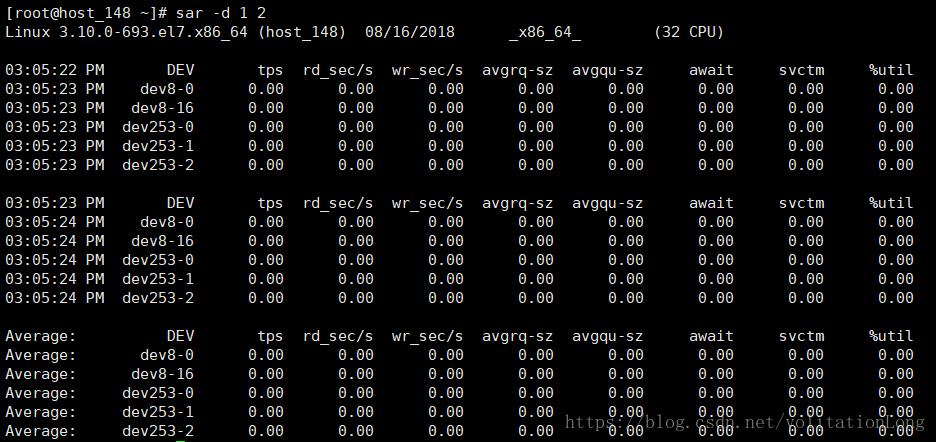 [root@host_148 ~]# sar -d 1 2
Linux 3.10.0-693.el7.x86_64 (host_148) 08/16/2018 _x86_64_ (32 CPU)
03:05:22 PM DEV tps rd_sec/s wr_sec/s avgrq-sz avgqu-sz await svctm %util
03:05:23 PM dev8-0 0.00 0.00 0.00 0.00 0.00 0.00 0.00 0.00
03:05:23 PM dev8-16 0.00 0.00 0.00 0.00 0.00 0.00 0.00 0.00
03:05:23 PM dev253-0 0.00 0.00 0.00 0.00 0.00 0.00 0.00 0.00
03:05:23 PM dev253-1 0.00 0.00 0.00 0.00 0.00 0.00 0.00 0.00
03:05:23 PM dev253-2 0.00 0.00 0.00 0.00 0.00 0.00 0.00 0.00
03:05:23 PM DEV tps rd_sec/s wr_sec/s avgrq-sz avgqu-sz await svctm %util
03:05:24 PM dev8-0 0.00 0.00 0.00 0.00 0.00 0.00 0.00 0.00
03:05:24 PM dev8-16 0.00 0.00 0.00 0.00 0.00 0.00 0.00 0.00
03:05:24 PM dev253-0 0.00 0.00 0.00 0.00 0.00 0.00 0.00 0.00
03:05:24 PM dev253-1 0.00 0.00 0.00 0.00 0.00 0.00 0.00 0.00
03:05:24 PM dev253-2 0.00 0.00 0.00 0.00 0.00 0.00 0.00 0.00
Average: DEV tps rd_sec/s wr_sec/s avgrq-sz avgqu-sz await svctm %util
Average: dev8-0 0.00 0.00 0.00 0.00 0.00 0.00 0.00 0.00
Average: dev8-16 0.00 0.00 0.00 0.00 0.00 0.00 0.00 0.00
Average: dev253-0 0.00 0.00 0.00 0.00 0.00 0.00 0.00 0.00
Average: dev253-1 0.00 0.00 0.00 0.00 0.00 0.00 0.00 0.00
Average: dev253-2 0.00 0.00 0.00 0.00 0.00 0.00 0.00 0.00
https://blog.csdn.net/volitationLong